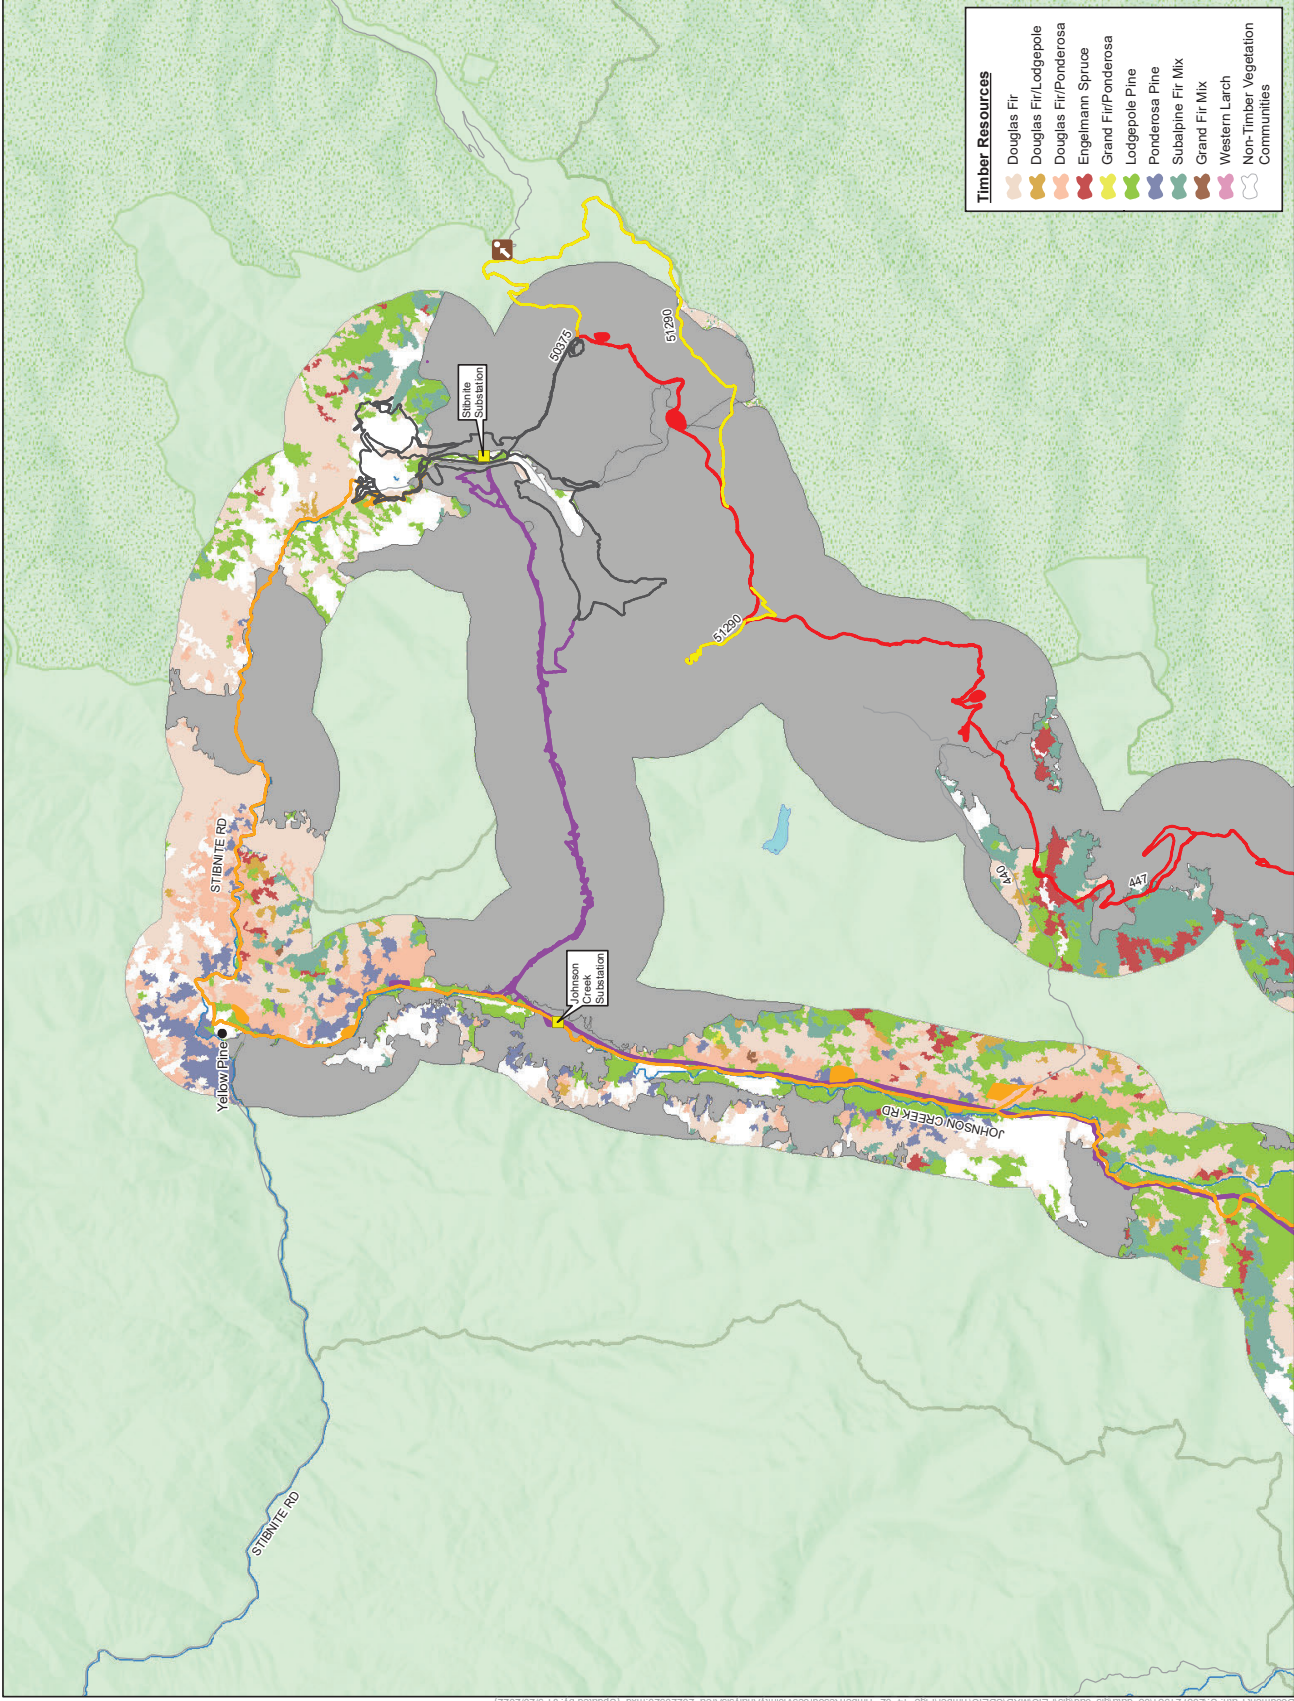 Timber Resources
Douglas Fir
Douglas Fir/Lodgepole
Douglas Fir/Ponderosa
Engelmann Spruce
Grand Fir/Ponderosa
Lodgepole Pine
Ponderosa Pine
Subalpine Fir Mix
Grand Fir Mix
Western Larch
Non-Timber Vegetation
Communities
Stibnite
Substation
50375
51290
51290
STIBNITE RD
440
447
Johnson
Creek
Substation
Yellow Pine
JOHNSON CREEK RD
STIBNITE RD